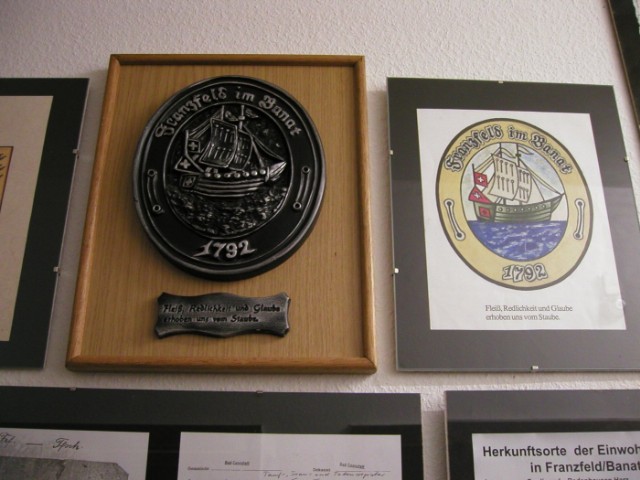 Franzfeld im Banat
1792
Fleiß, Redlichkeit und Glaube
erhoben uns vom Staube.
Franzfeld im Banat
1792
Fleiß, Redlichkeit und Glaube
erhoben uns vom Staube.
und
Herkunftsorte der Einwoh
in Franzfeld/Banat